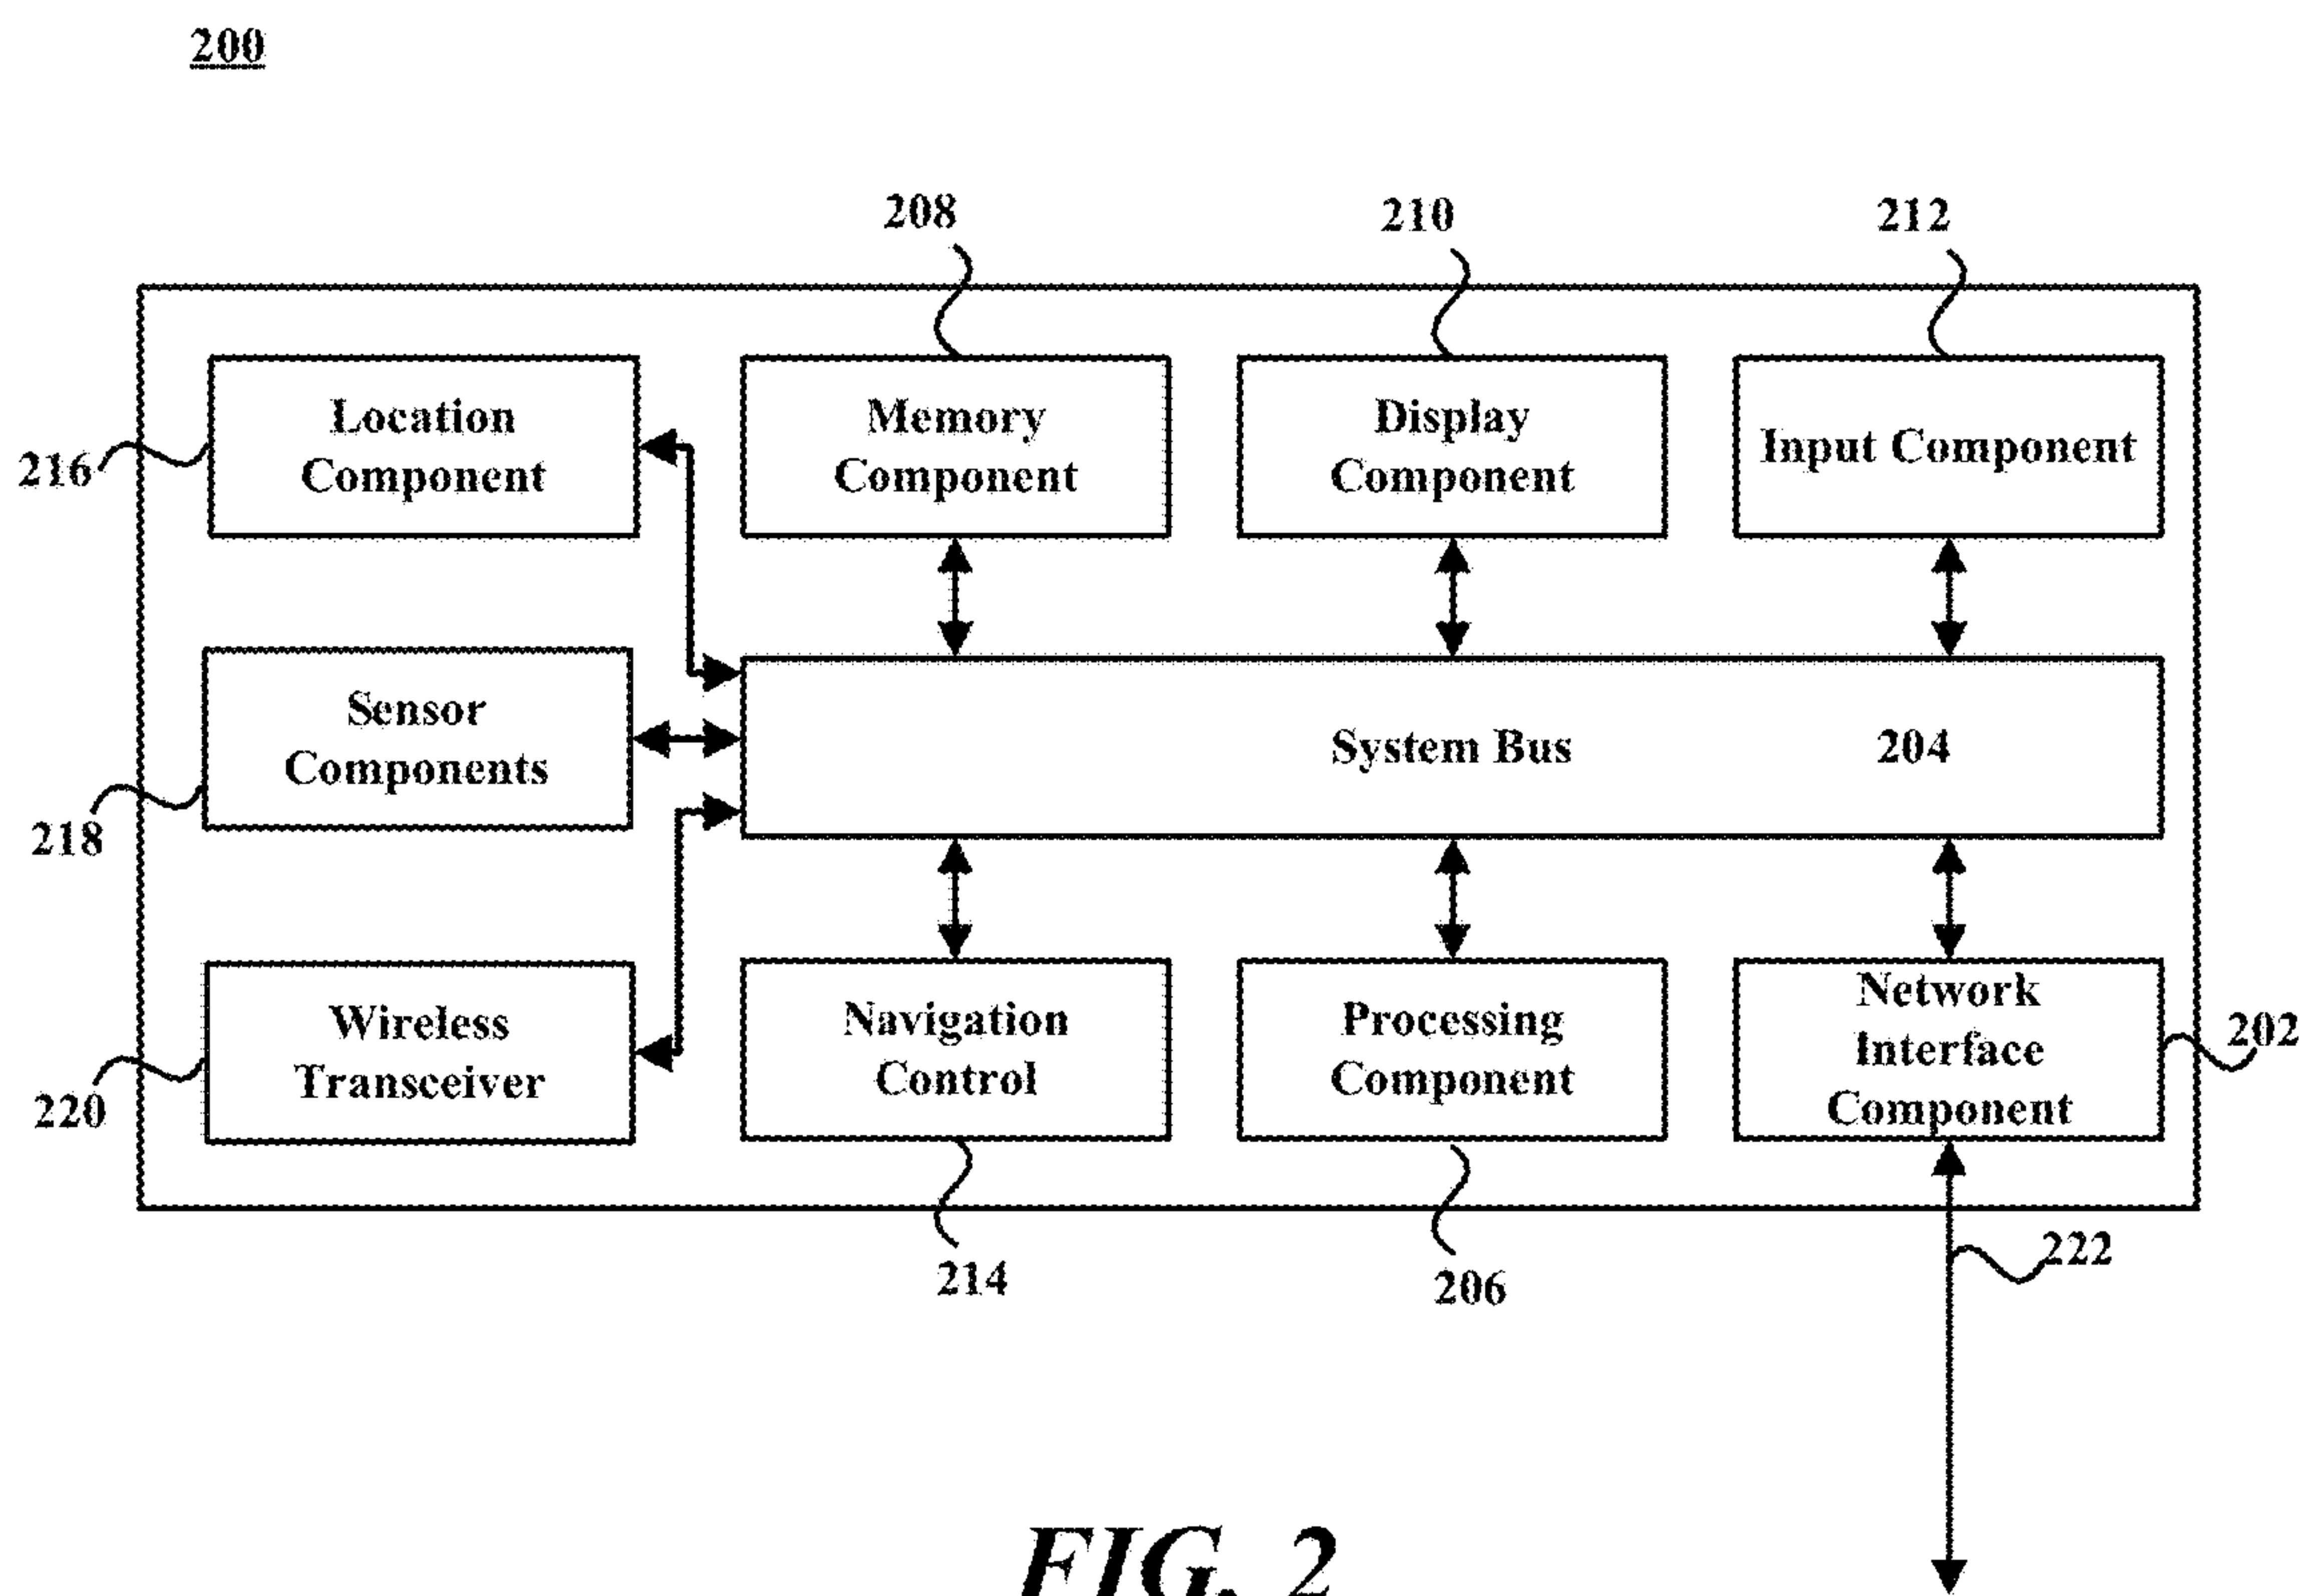 200
208
210
212
Location
Component
Memory
Component
Display
Component
Input Component
216
Sensor
Components
System Bus
204
218
Wireless
Transceiver
Navigation
Control
Processing
Component
Network
Interface
Component
202
220
214
206
222
FIG. 2